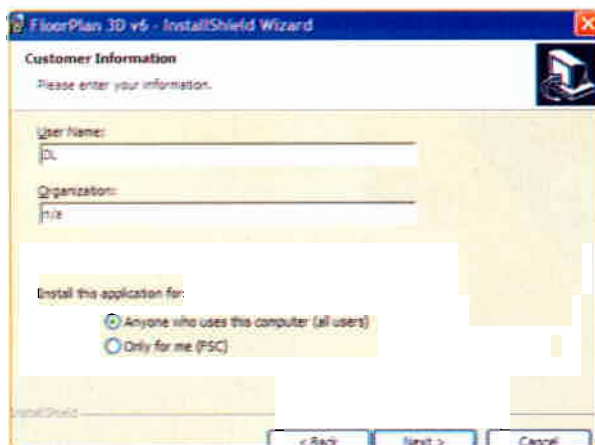 FloorPlan 3D v6 - InstallShield Wizard
Customer Information
Please enter your information.
User Name:
DL
Organization:
n/a
Install this application for:
Anyone who uses this computer (all users)
Only for me (PSC)
InstallShield
< Back
Next >
Cancel